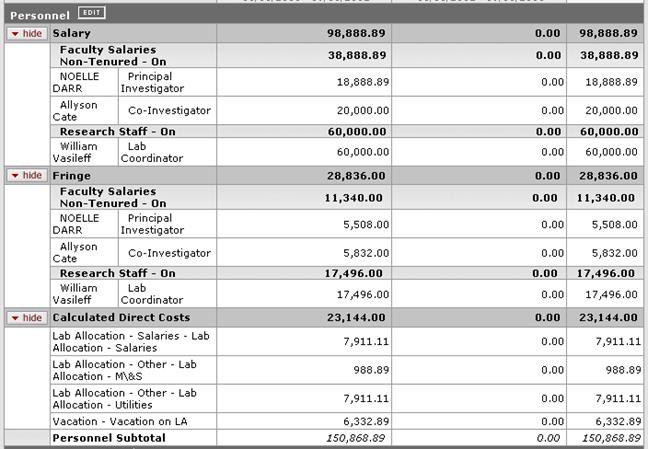 Personnel EDIT
hide Salary 98,888.89 0.00 98,888.89
Faculty Salaries
Non-Tenured - On 38,888.89 0.00 38,888.89
NOELLE Principal
DARR Investigator 18,888.89 0.00 18,888.89
Allyson
Cate Co-Investigator 20,000.00 0.00 20,000.00
Research Staff - On 60,000.00 0.00 60,000.00
William Lab
Vasileff Coordinator 60,000.00 0.00 60,000.00
hide Fringe 28,836.00 0.00 28,836.00
Faculty Salaries
Non-Tenured - On 11,340.00 0.00 11,340.00
NOELLE Principal
DARR Investigator 5,508.00 0.00 5,508.00
Allyson
Cate Co-Investigator 5,832.00 0.00 5,832.00
Research Staff - On 17,496.00 0.00 17,496.00
William Lab
Vasileff Coordinator 17,496.00 0.00 17,496.00
hide Calculated Direct Costs 23,144.00 0.00 23,144.00
Lab Allocation - Salaries - Lab
Allocation - Salaries 7,911.11 0.00 7,911.11
Lab Allocation - Other - Lab
Allocation - M\&S 988.89 0.00 988.89
Lab Allocation - Other - Lab
Allocation - Utilities 7,911.11 0.00 7,911.11
Vacation - Vacation on LA 6,332.89 0.00 6,332.89
Personnel Subtotal 150,868.89 0.00 150,868.89